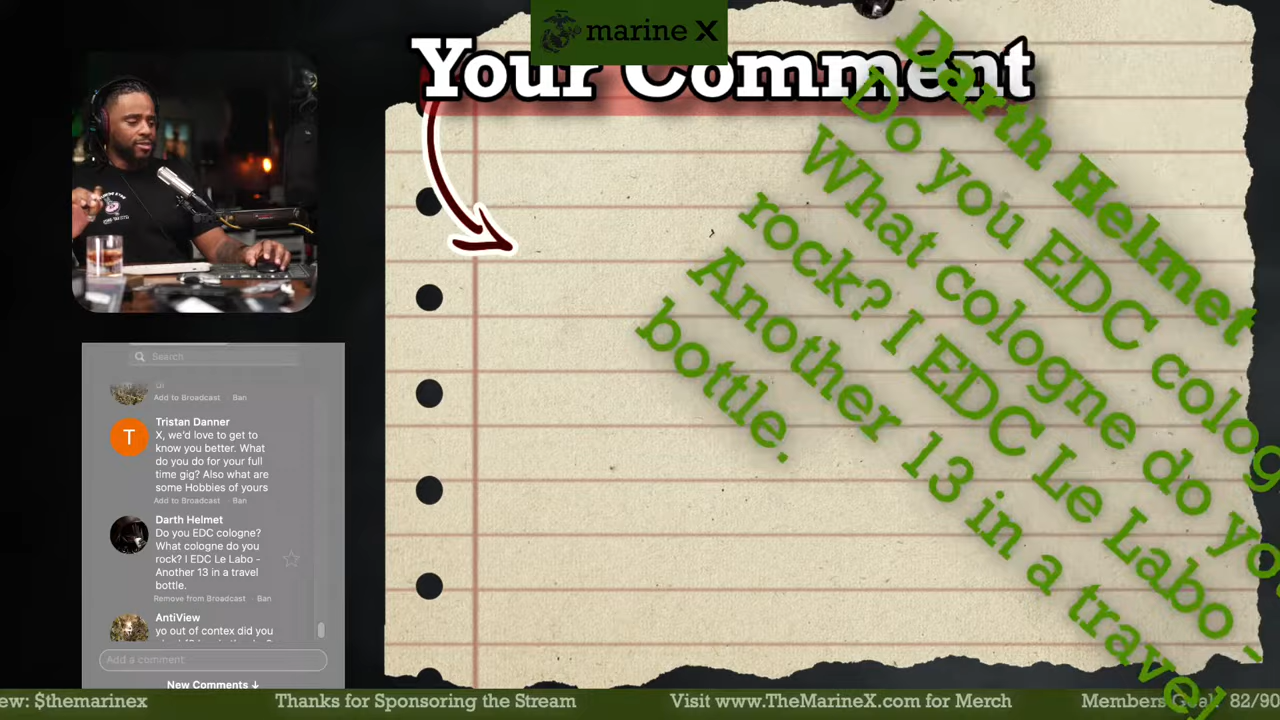 marine X
Your Comment
Darth Helmet
Do you EDC colog
What cologne do yo
rock? I EDC Le Labo -
Another 13 in a travel
bottle.
Search
Add to Broadcast · Ban
T
Tristan Danner
X, we'd love to get to
know you better. What
do you do for your full
time gig? Also what are
some Hobbies of yours
Add to Broadcast · Ban
Darth Helmet
Do you EDC cologne?
What cologne do you
rock? I EDC Le Labo -
Another 13 in a travel
bottle.
Remove from Broadcast · Ban
AntiView
yo out of contex did you
Add a comment
New Comments ↓
ew: $themarinex Thanks for Sponsoring the Stream Visit www.TheMarineX.com for Merch Members Goal: 82/90